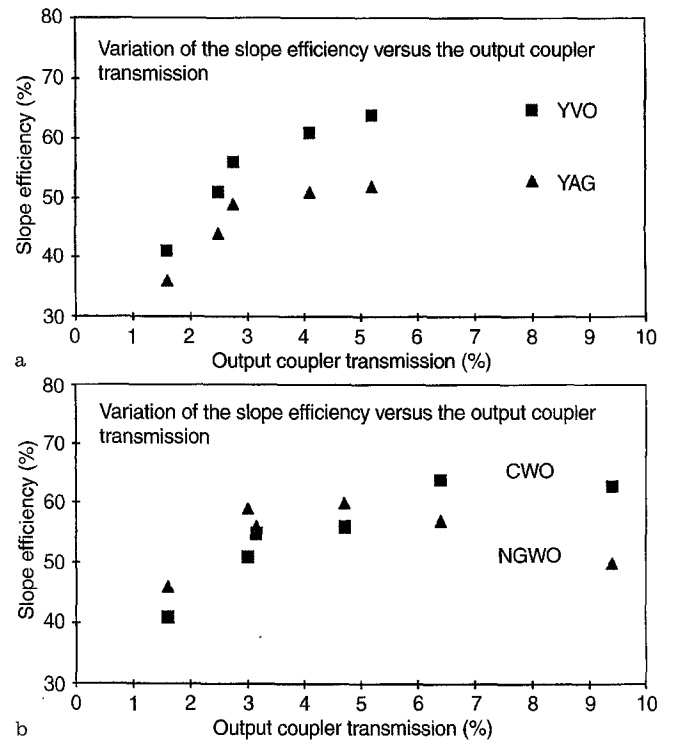 80
Variation of the slope efficiency versus the output coupler
transmission
70
60
50
40
30
Slope efficiency (%)
YVO
YAG
0 1 2 3 4 5 6 7 8 9 10
a
Output coupler transmission (%)
80
Variation of the slope efficiency versus the output coupler
transmission
70
60
50
40
30
Slope efficiency (%)
CWO
NGWO
0 1 2 3 4 5 6 7 8 9 10
b
Output coupler transmission (%)